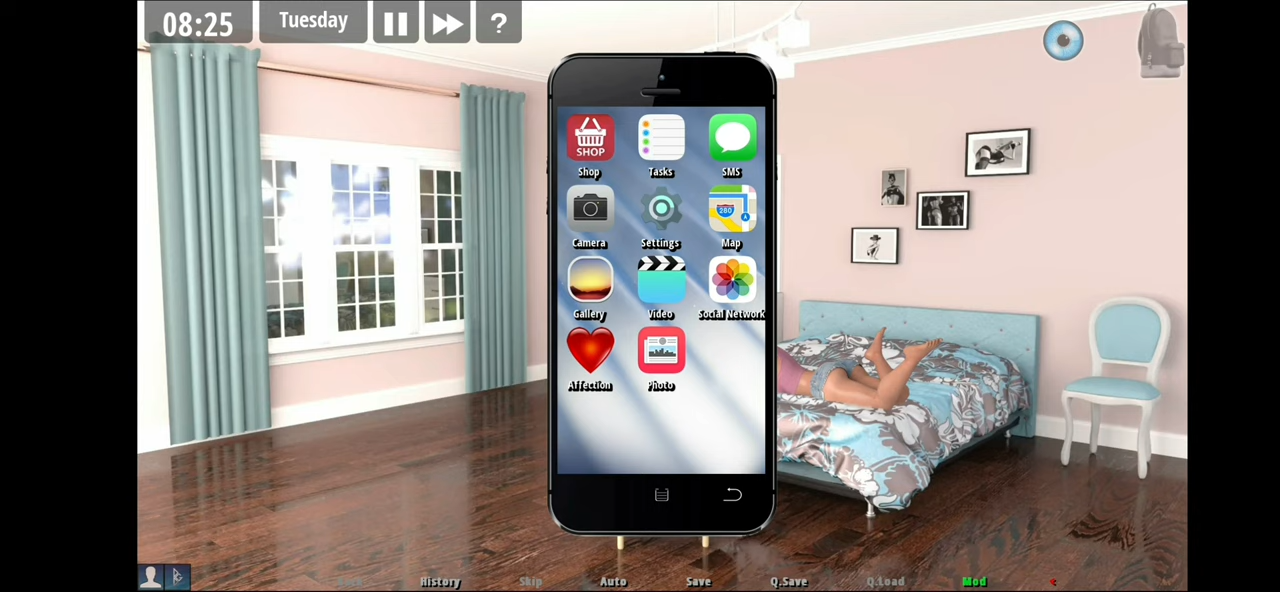 08:25
Tuesday
?
SHOP
Shop
Tasks
SMS
Camera
Settings
280
Map
Gallery
Video
Social Network
Affection
Photo
History
Skip
Auto
Save
Q.Save
Q.Load
Mod